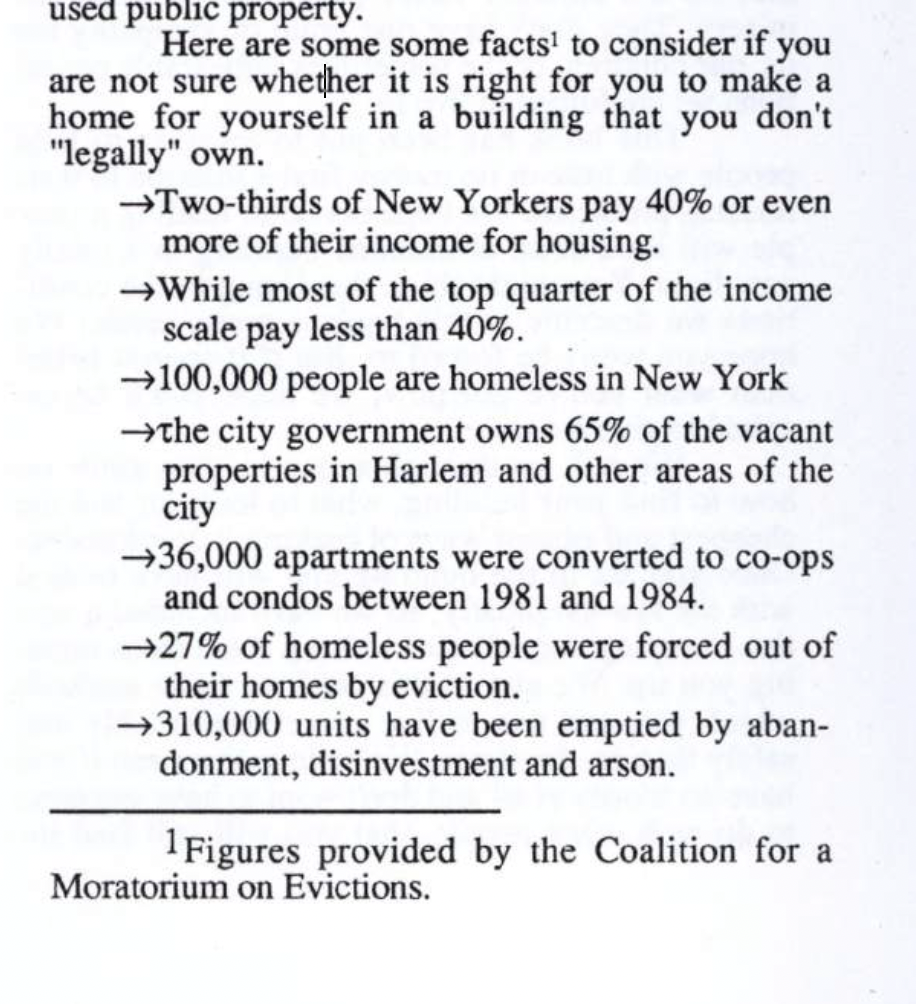 used public property.
Here are some some facts¹ to consider if you
are not sure whether it is right for you to make a
home for yourself in a building that you don't
"legally" own.
→Two-thirds of New Yorkers pay 40% or even
more of their income for housing.
→While most of the top quarter of the income
scale pay less than 40%.
→100,000 people are homeless in New York
→the city government owns 65% of the vacant
properties in Harlem and other areas of the
city
→36,000 apartments were converted to co-ops
and condos between 1981 and 1984.
→27% of homeless people were forced out of
their homes by eviction.
→310,000 units have been emptied by aban-
donment, disinvestment and arson.
¹Figures provided by the Coalition for a
Moratorium on Evictions.